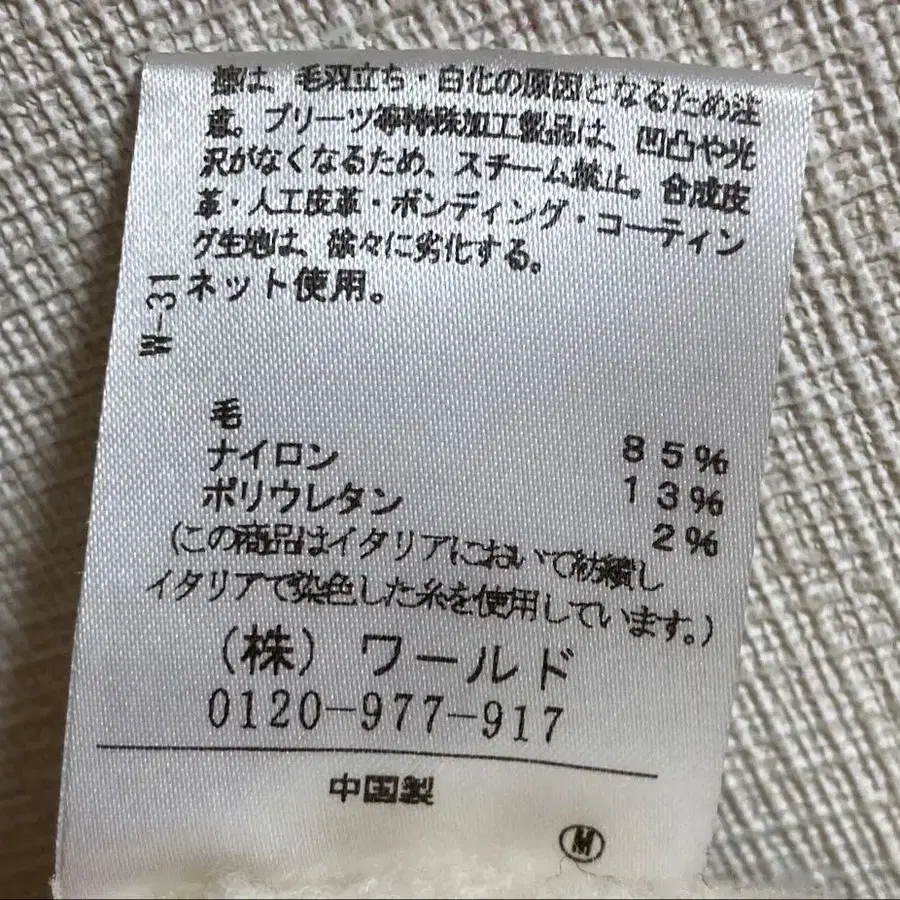 擦は、毛羽立ち・白化の原因となるため注
意。プリーツ等特殊加工製品は、凹凸や光
沢がなくなるため、スチーム禁止。合成皮
革・人工皮革・ボンディング・コーティン
グ生地は、徐々に劣化する。
ネット使用。
W-31
毛 85%
ナイロン 13%
ポリウレタン 2%
(この商品はイタリアにおいて紡績し
イタリアで染色した糸を使用しています。)
(株) ワールド
0120-977-917
中国製
M